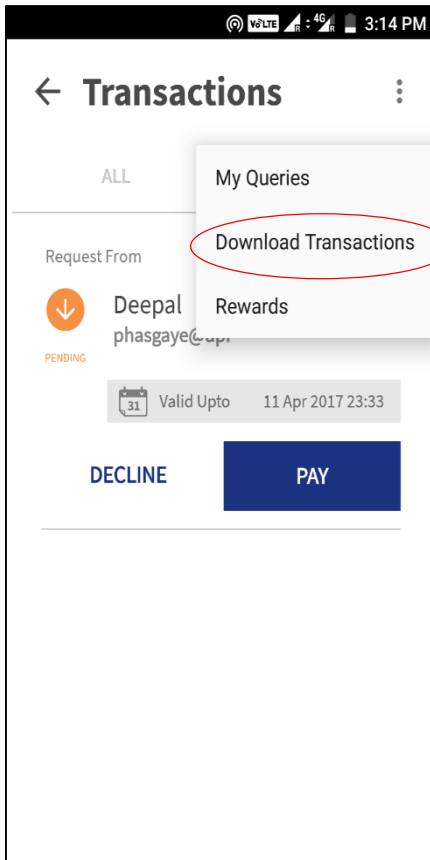 VoLTE R 4G R 3:14 PM
Transactions
ALL
My Queries
Download Transactions
Rewards
Request From
Deepal
phasgaye@upi
PENDING
31 Valid Upto 11 Apr 2017 23:33
DECLINE PAY